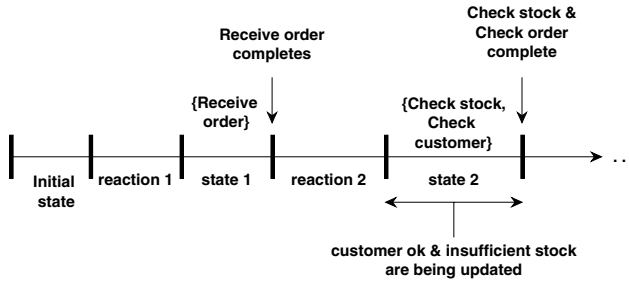 Receive order
completes
Check stock &
Check order
complete
{Receive
order}
{Check stock,
Check
customer}
Initial
state
reaction 1
state 1
reaction 2
state 2
. .
customer ok & insufficient stock
are being updated